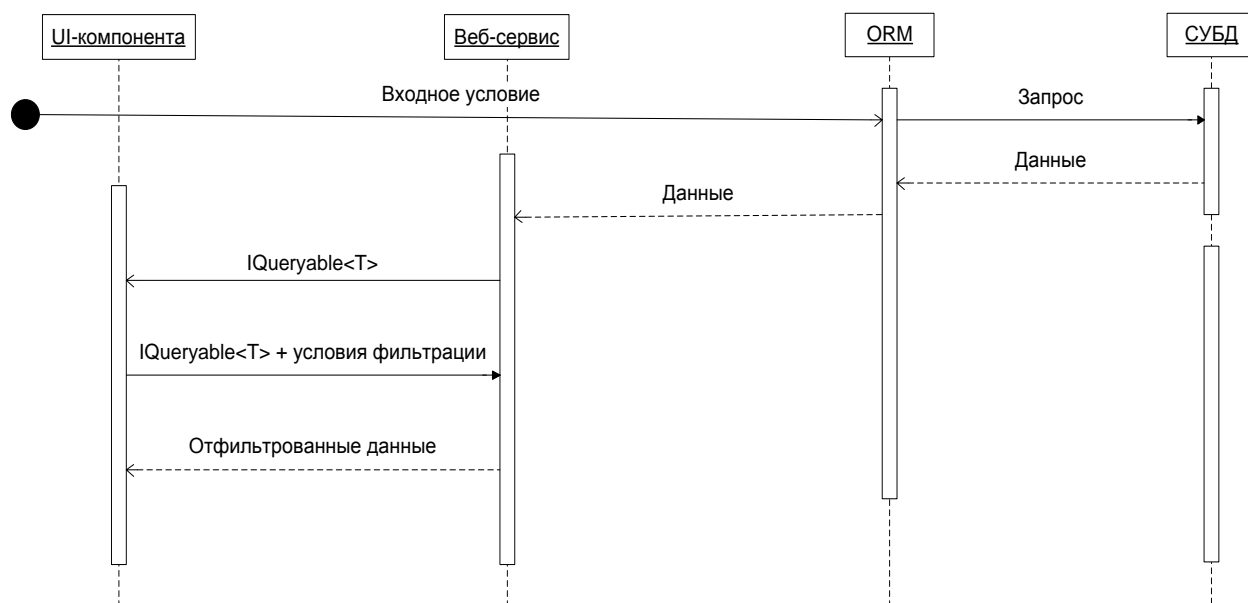 UI-компонента
Веб-сервис
ORM
СУБД
Входное условие
Запрос
Данные
Данные
IQueryable<T>
IQueryable<T> + условия фильтрации
Отфильтрованные данные